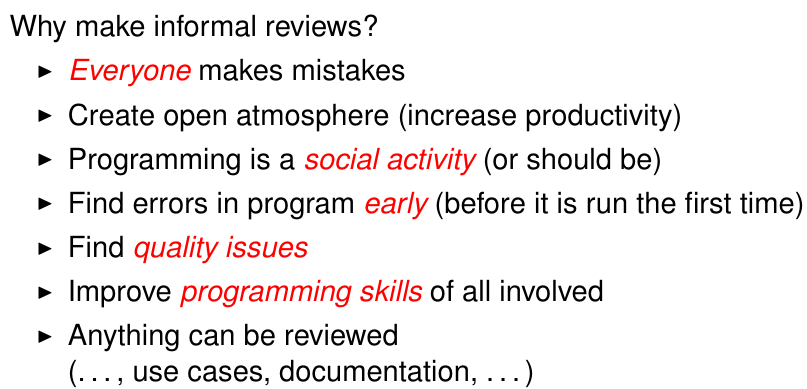 Why make informal reviews?
▶ Everyone makes mistakes
▶ Create open atmosphere (increase productivity)
▶ Programming is a social activity (or should be)
▶ Find errors in program early (before it is run the first time)
▶ Find quality issues
▶ Improve programming skills of all involved
▶ Anything can be reviewed
(. . . , use cases, documentation, . . . )